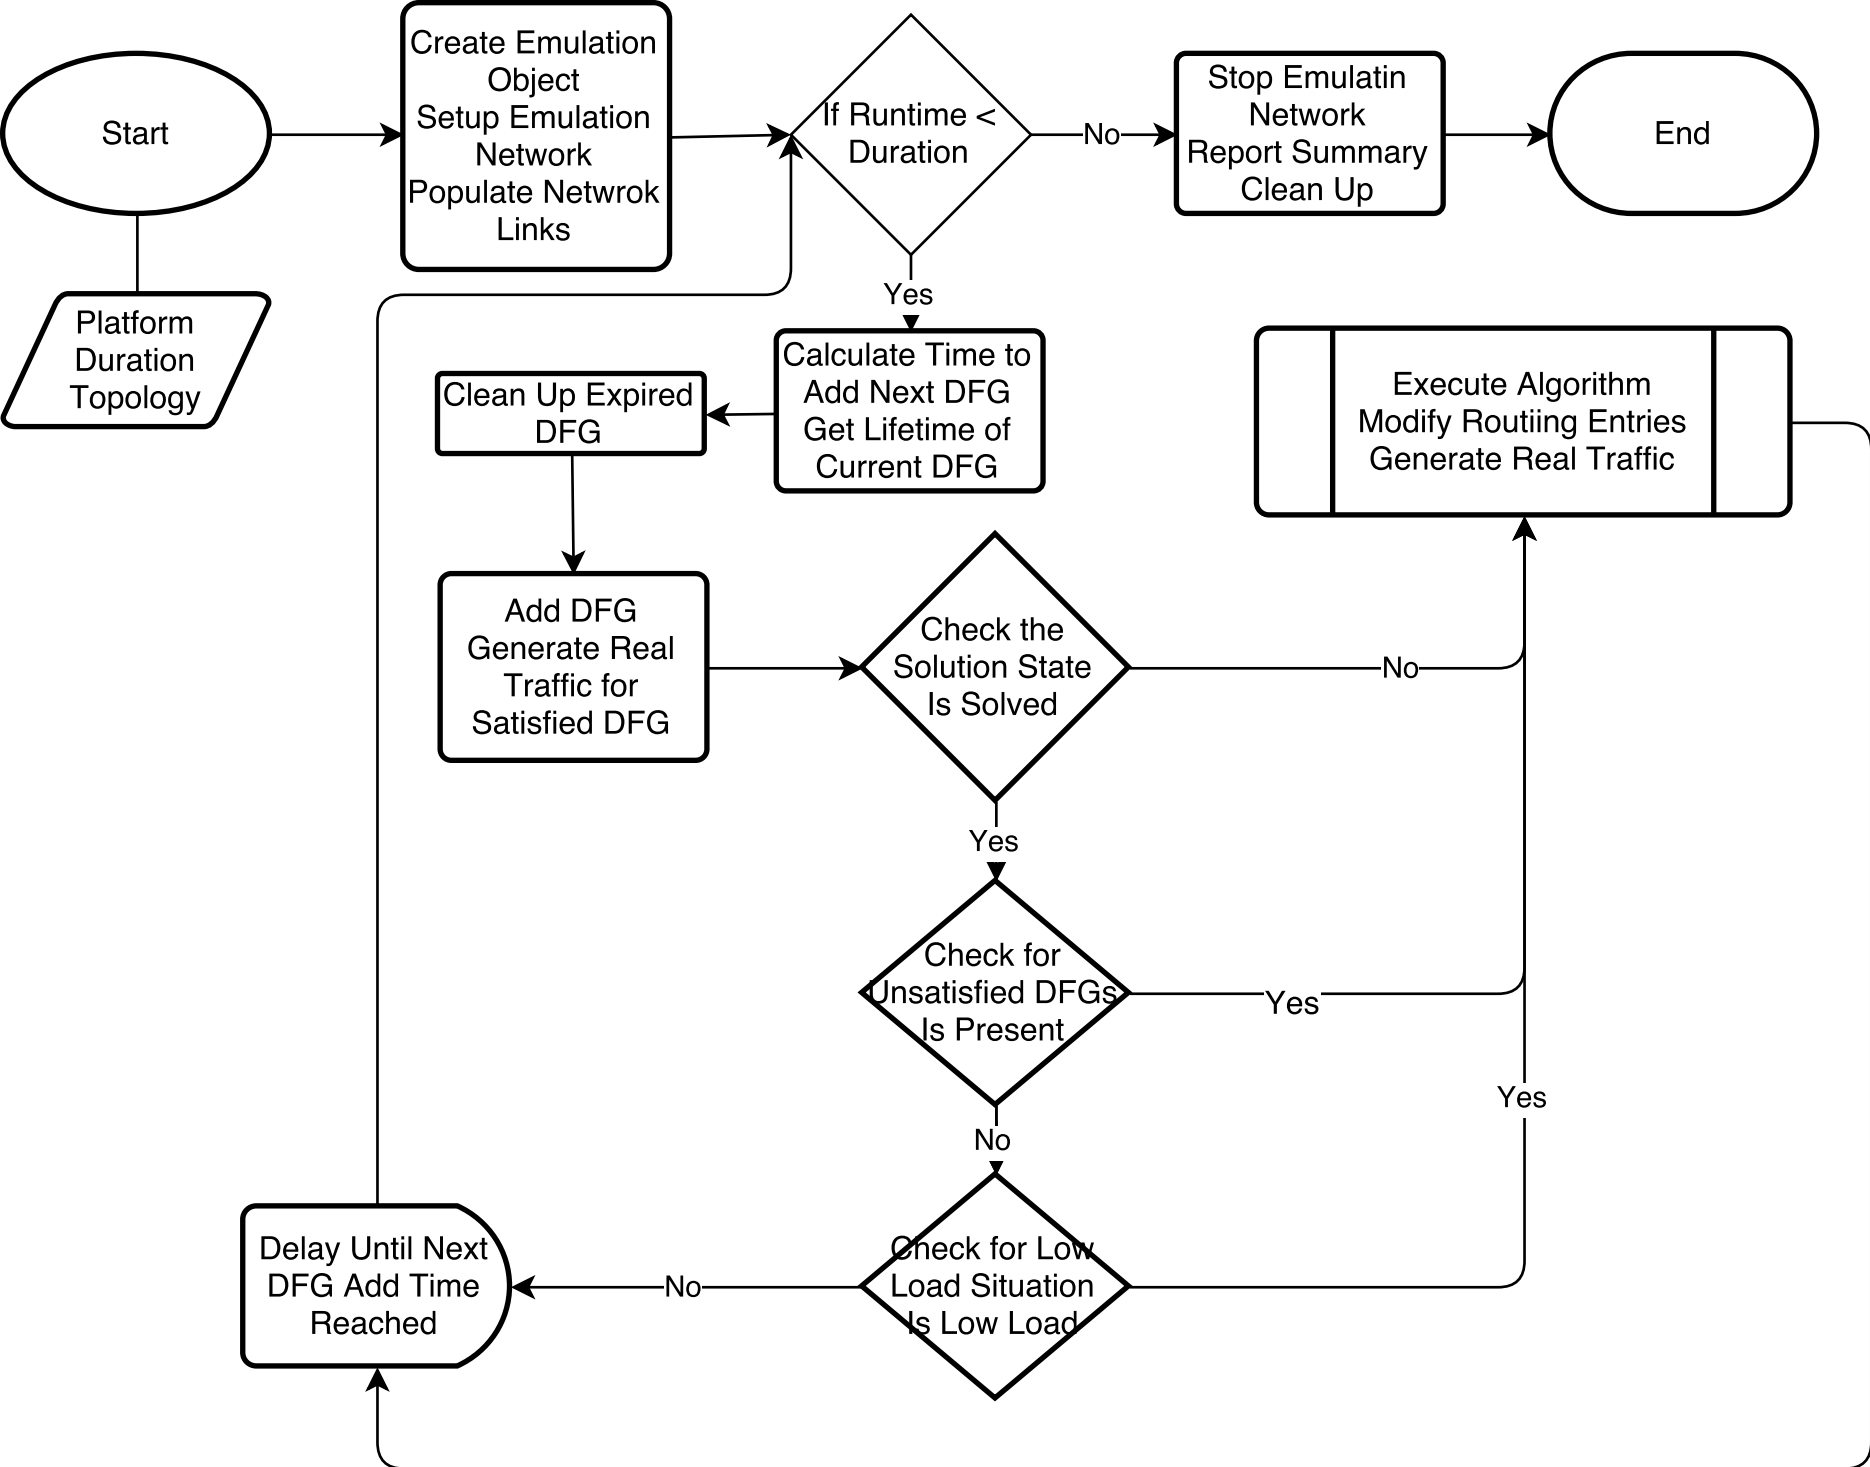 Start
Platform
Duration
Topology
Create Emulation
Object
Setup Emulation
Network
Populate Netwrok
Links
If Runtime <
Duration
No
Stop Emulatin
Network
Report Summary
Clean Up
End
Yes
Calculate Time to
Add Next DFG
Get Lifetime of
Current DFG
Clean Up Expired
DFG
Execute Algorithm
Modify Routiing Entries
Generate Real Traffic
Add DFG
Generate Real
Traffic for
Satisfied DFG
Check the
Solution State
Is Solved
No
Yes
Check for
Unsatisfied DFGs
Is Present
Yes
No
Yes
Check for Low
Load Situation
Is Low Load
No
Delay Until Next
DFG Add Time
Reached